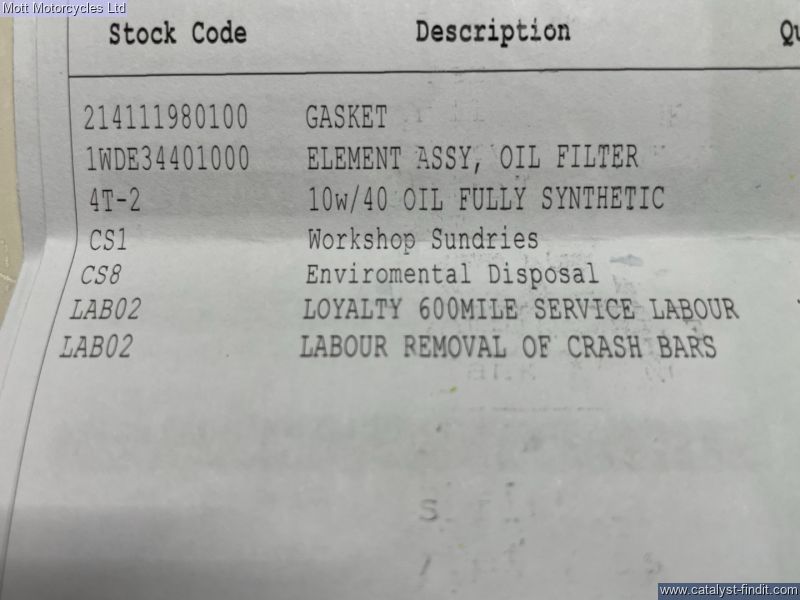 Mott Motorcycles Ltd
Stock Code Description
214111980100 GASKET
1WDE34401000 ELEMENT ASSY, OIL FILTER
4T-2 10w/40 OIL FULLY SYNTHETIC
CS1 Workshop Sundries
CS8 Enviromental Disposal
LAB02 LOYALTY 600MILE SERVICE LABOUR
LAB02 LABOUR REMOVAL OF CRASH BARS
www.catalyst-findit.com